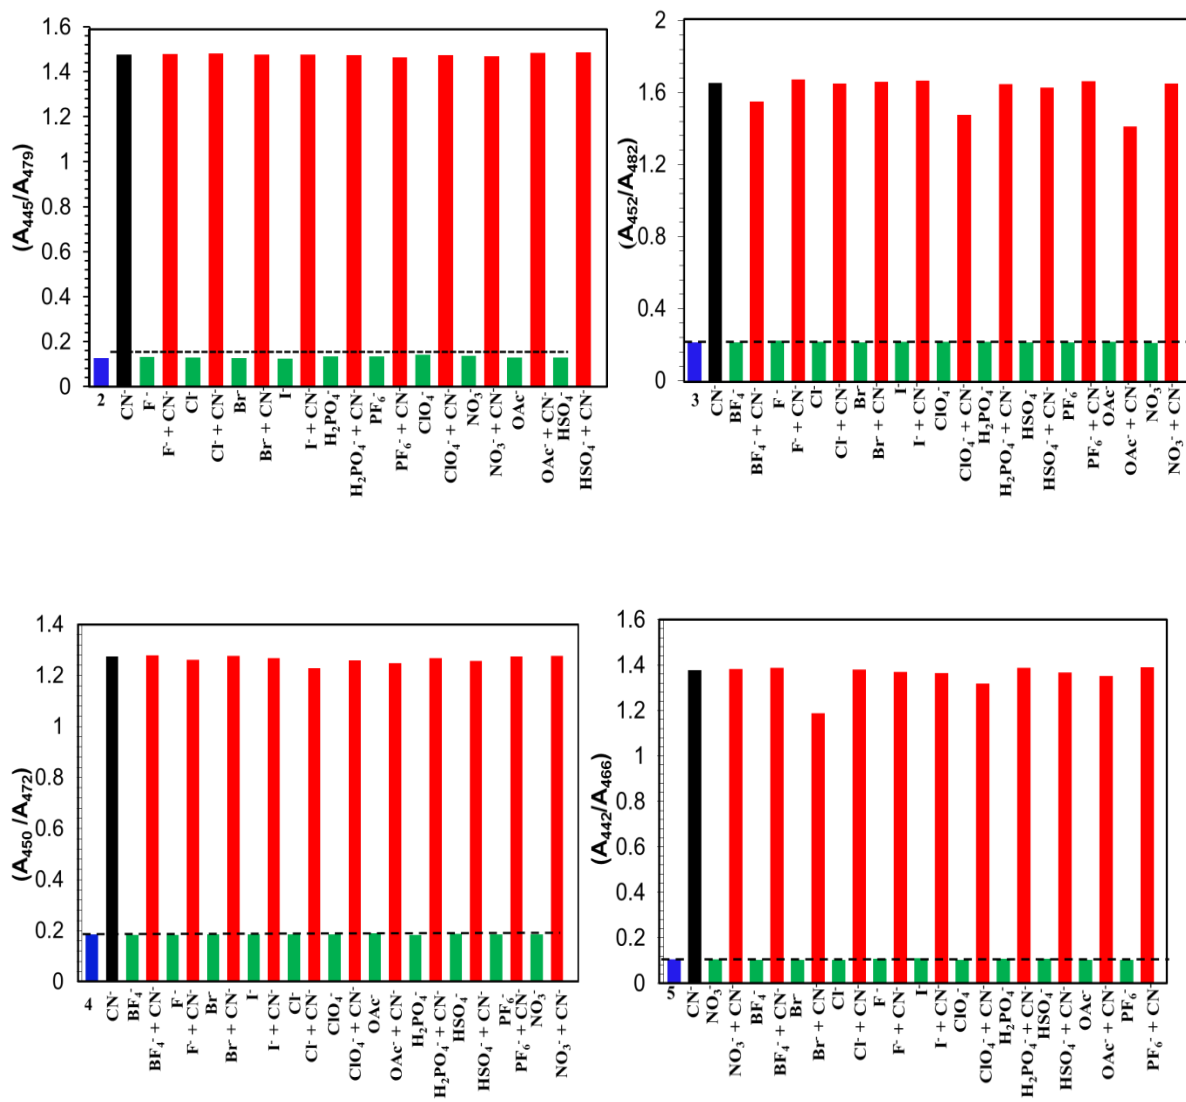 (A445/A479)
1.6
1.4
1.2
1
0.8
0.6
0.4
0.2
0
2
CN-
F-
F- + CN-
Cl-
Cl- + CN-
Br-
Br- + CN-
I-
I- + CN-
H2PO4-
H2PO4- + CN-
PF6-
PF6- + CN-
ClO4-
ClO4- + CN-
NO3-
NO3- + CN-
OAc-
OAc- + CN-
HSO4-
HSO4- + CN-
(A452/A482)
2
1.6
1.2
0.8
0.4
0
3
CN-
BF4-
BF4- + CN-
F-
F- + CN-
Cl-
Cl- + CN-
Br-
Br- + CN-
I-
I- + CN-
ClO4-
ClO4- + CN-
H2PO4-
H2PO4- + CN-
HSO4-
HSO4- + CN-
PF6-
PF6- + CN-
OAc-
OAc- + CN-
NO3-
NO3- + CN-
(A450/A472)
1.4
1.2
1
0.8
0.6
0.4
0.2
0
4
CN-
BF4-
BF4- + CN-
F-
F- + CN-
Br-
Br- + CN-
I-
I- + CN-
Cl-
Cl- + CN-
ClO4-
ClO4- + CN-
OAc-
OAc- + CN-
H2PO4-
H2PO4- + CN-
HSO4-
HSO4- + CN-
PF6-
PF6- + CN-
NO3-
NO3- + CN-
(A442/A466)
1.6
1.4
1.2
1
0.8
0.6
0.4
0.2
0
5
CN-
NO3-
NO3- + CN-
BF4-
BF4- + CN-
Br-
Br- + CN-
Cl-
Cl- + CN-
F-
F- + CN-
I-
I- + CN-
ClO4-
ClO4- + CN-
H2PO4-
H2PO4- + CN-
HSO4-
HSO4- + CN-
OAc-
OAc- + CN-
PF6-
PF6- + CN-